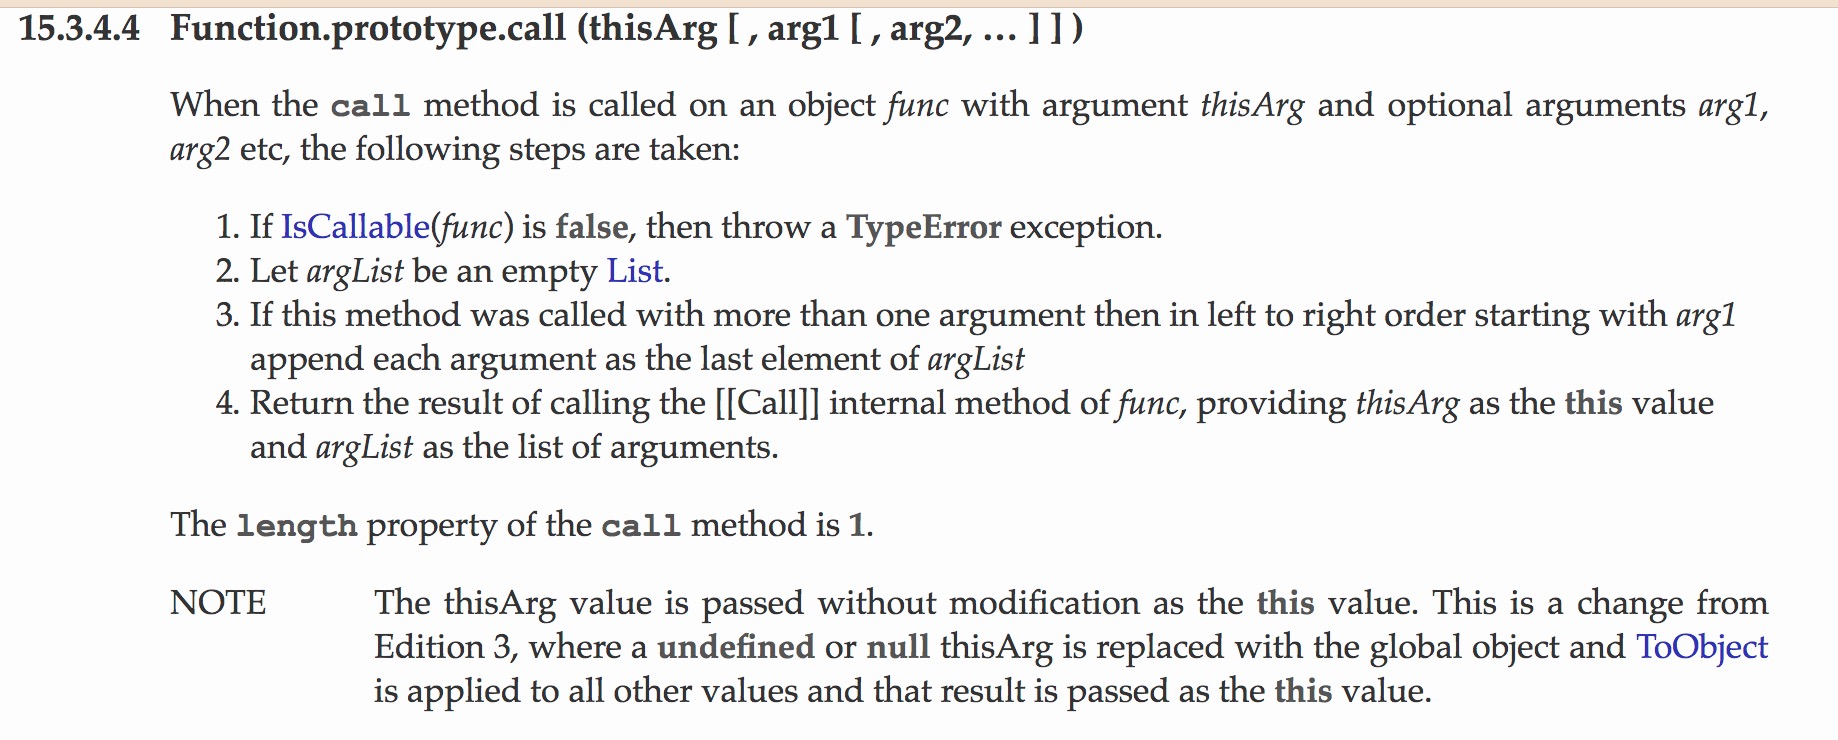 15.3.4.4 Function.prototype.call (thisArg [ , arg1 [ , arg2, … ] ] )
When the call method is called on an object func with argument thisArg and optional arguments arg1,
arg2 etc, the following steps are taken:
1. If IsCallable(func) is false, then throw a TypeError exception.
2. Let argList be an empty List.
3. If this method was called with more than one argument then in left to right order starting with arg1
append each argument as the last element of argList
4. Return the result of calling the [[Call]] internal method of func, providing thisArg as the this value
and argList as the list of arguments.
The length property of the call method is 1.
NOTE The thisArg value is passed without modification as the this value. This is a change from
Edition 3, where a undefined or null thisArg is replaced with the global object and ToObject
is applied to all other values and that result is passed as the this value.